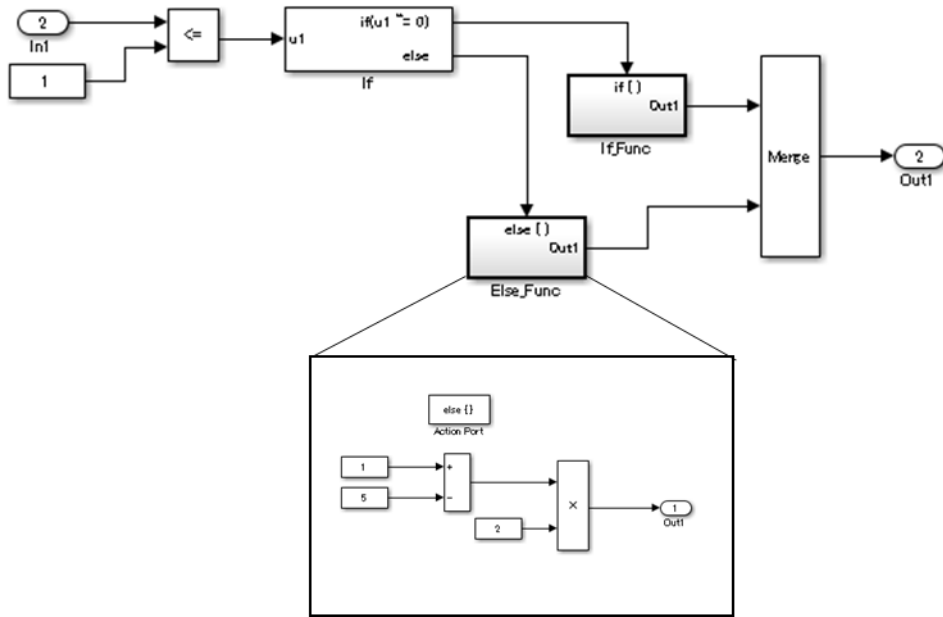 2
In1
1
<=
u1
if(u1 ~= 0)
else
If
if { }
Out1
If_Func
Merge
2
Out1
else { }
Out1
Else_Func
else {}
Action Port
1
5
+
−
2
×
1
Out1